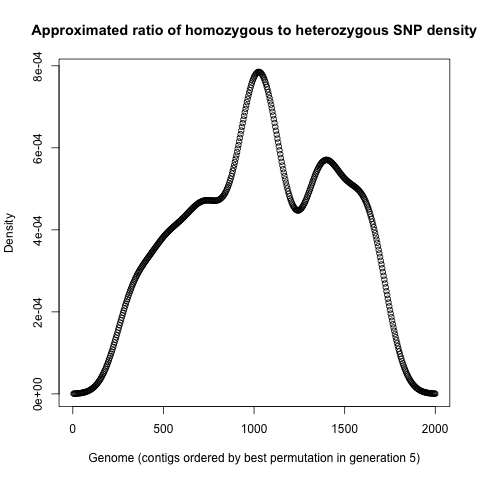 Approximated ratio of homozygous to heterozygous SNP density
8e-04
6e-04
4e-04
2e-04
0e+00
Density
0 500 1000 1500 2000
Genome (contigs ordered by best permutation in generation 5)